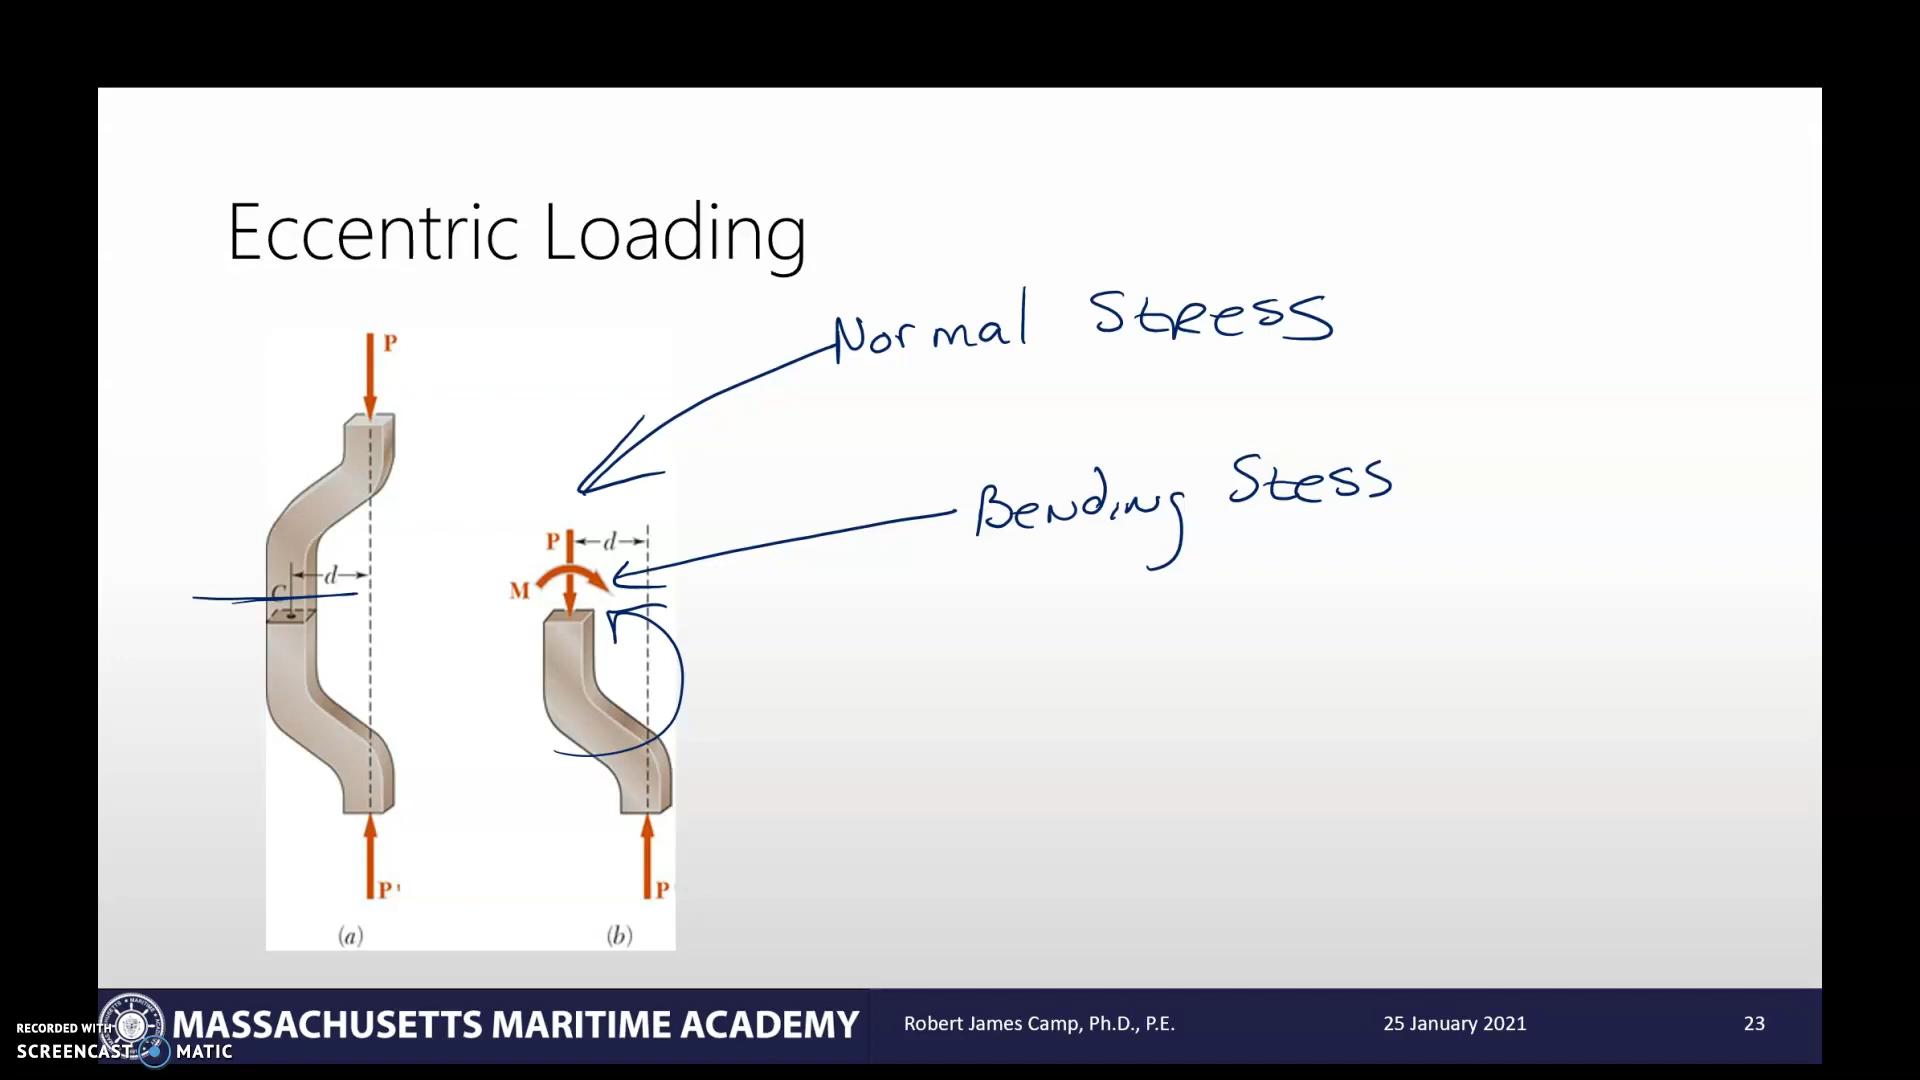 Eccentric Loading
Normal Stress
Bending Stess
P
d
C
P'
(a)
P
d
M
P
(b)
MASSACHUSETTS MARITIME ACADEMY
Robert James Camp, Ph.D., P.E.
25 January 2021
23
RECORDED WITH
SCREENCAST MATIC